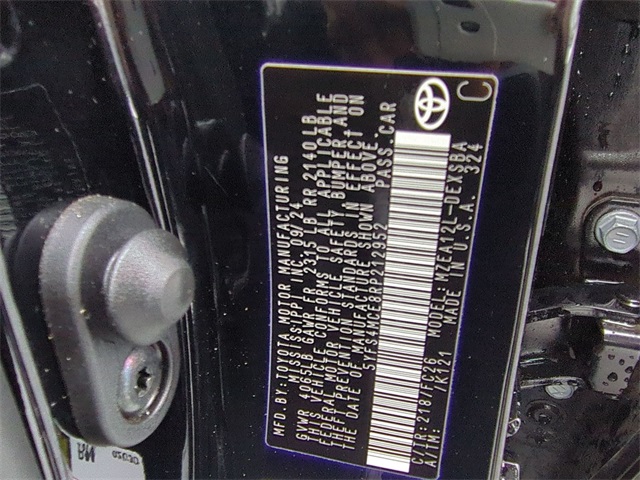 MFD.BY: TOYOTA MOTOR MANUFACTURING
MISSISSIPPI, INC. 09/24
GVWR 4065LB GAWR FR 2315 LB RR 2140LB
THIS VEHICLE CONFORMS TO ALL APPLICABLE
FEDERAL MOTOR VEHICLE SAFETY, BUMPER, AND
THEFT PREVENTION STANDARDS IN EFFECT ON
THE DATE OF MANUFACTURE SHOWN ABOVE.
5YFS4MCE8RP212952 PASS. CAR
C/TR: 218/FC26 MODEL: MZEA12L-DEXSBA
A/TM: /K121 MADE IN U.S.A. 324
C